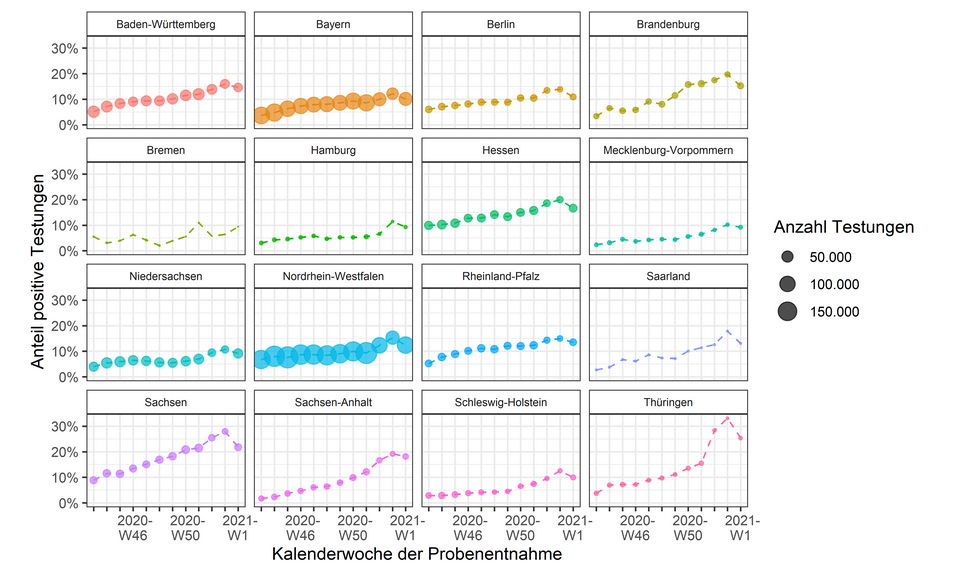 Baden-Württemberg
Bayern
Berlin
Brandenburg
30%
20%
10%
0%
Bremen
Hamburg
Hessen
Mecklenburg-Vorpommern
30%
20%
10%
0%
Niedersachsen
Nordrhein-Westfalen
Rheinland-Pfalz
Saarland
30%
20%
10%
0%
Sachsen
Sachsen-Anhalt
Schleswig-Holstein
Thüringen
30%
20%
10%
0%
2020-
W46
2020-
W50
2021-
W1
2020-
W46
2020-
W50
2021-
W1
2020-
W46
2020-
W50
2021-
W1
2020-
W46
2020-
W50
2021-
W1
Kalenderwoche der Probenentnahme
Anteil positive Testungen
Anzahl Testungen
50.000
100.000
150.000